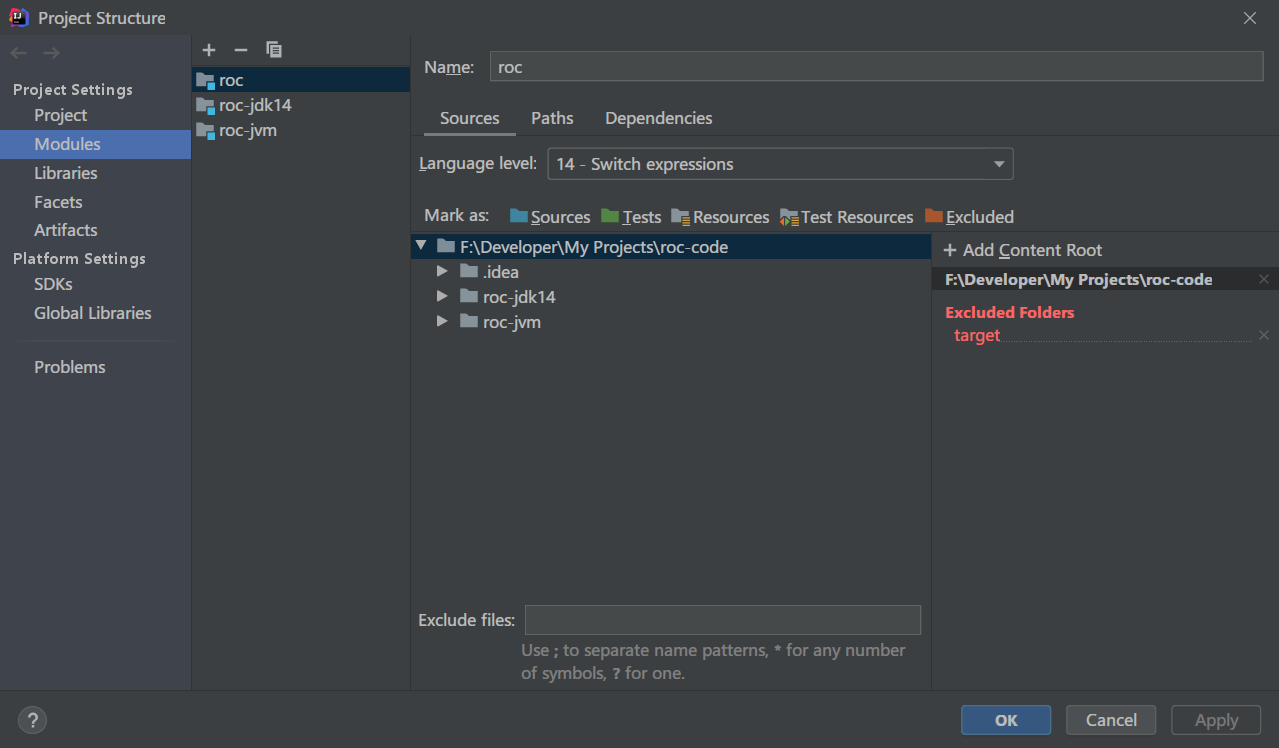 Project Structure
Project Settings
Project
Modules
Libraries
Facets
Artifacts
Platform Settings
SDKs
Global Libraries
Problems
roc
roc-jdk14
roc-jvm
Name: roc
Sources Paths Dependencies
Language level: 14 - Switch expressions
Mark as: Sources Tests Resources Test Resources Excluded
F:\Developer\My Projects\roc-code
.idea
roc-jdk14
roc-jvm
+ Add Content Root
F:\Developer\My Projects\roc-code
Excluded Folders
target
Exclude files:
Use ; to separate name patterns, * for any number
of symbols, ? for one.
? OK Cancel Apply